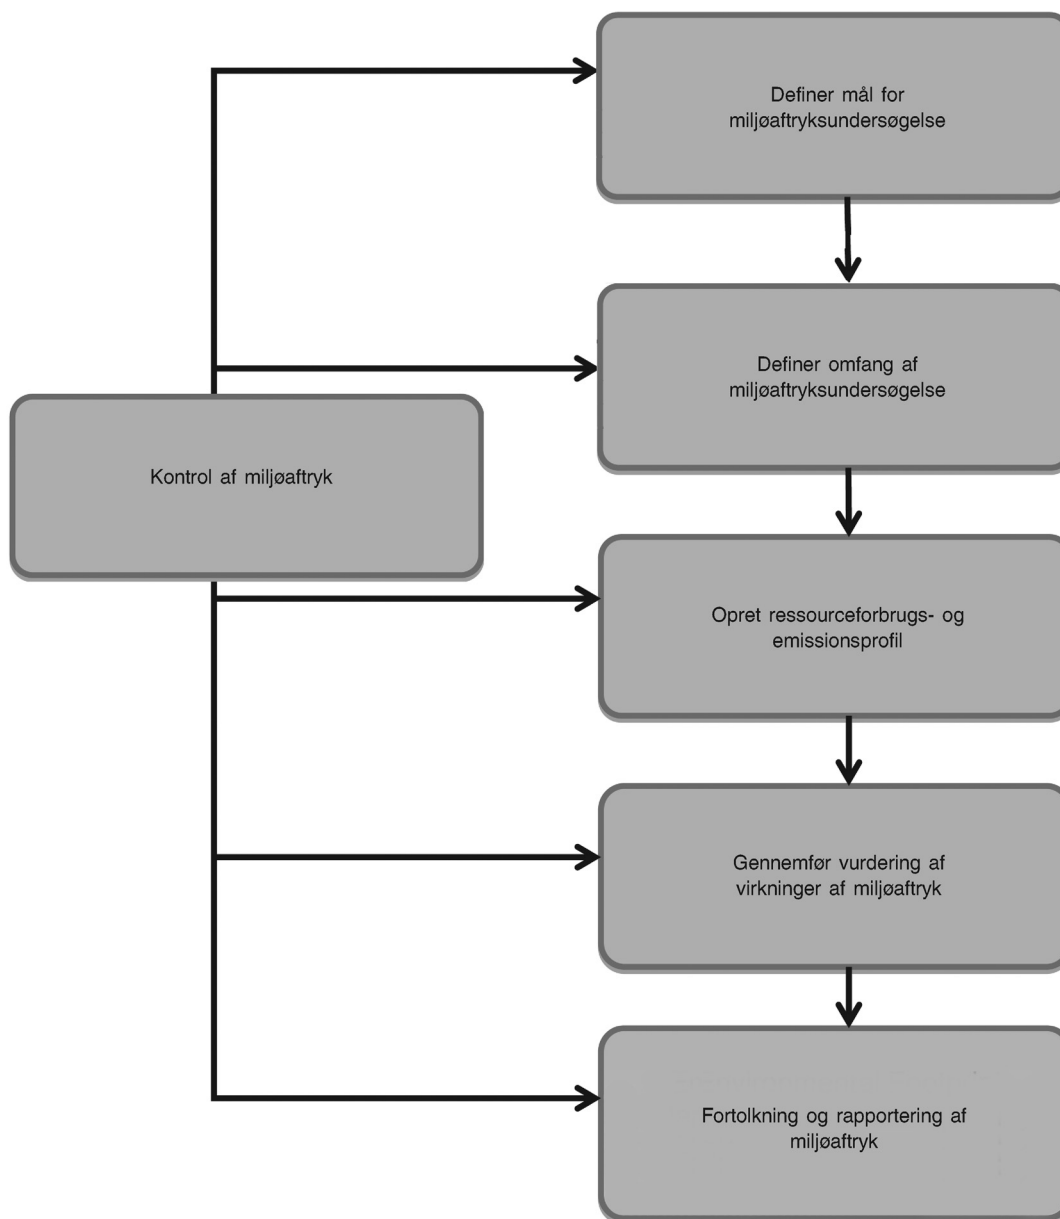 Definer mål for
miljøaftryksundersøgelse
Definer omfang af
miljøaftryksundersøgelse
Kontrol af miljøaftryk
Opret ressourceforbrugs- og
emissionsprofil
Gennemfør vurdering af
virkninger af miljøaftryk
Fortolkning og rapportering af
miljøaftryk